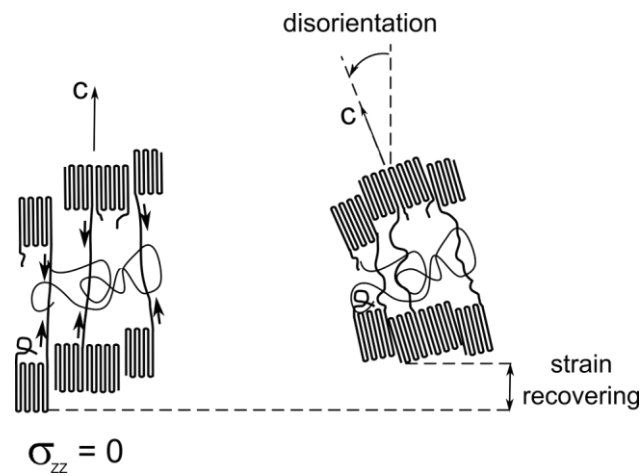 disorientation
c
c
strain
recovering
σzz = 0